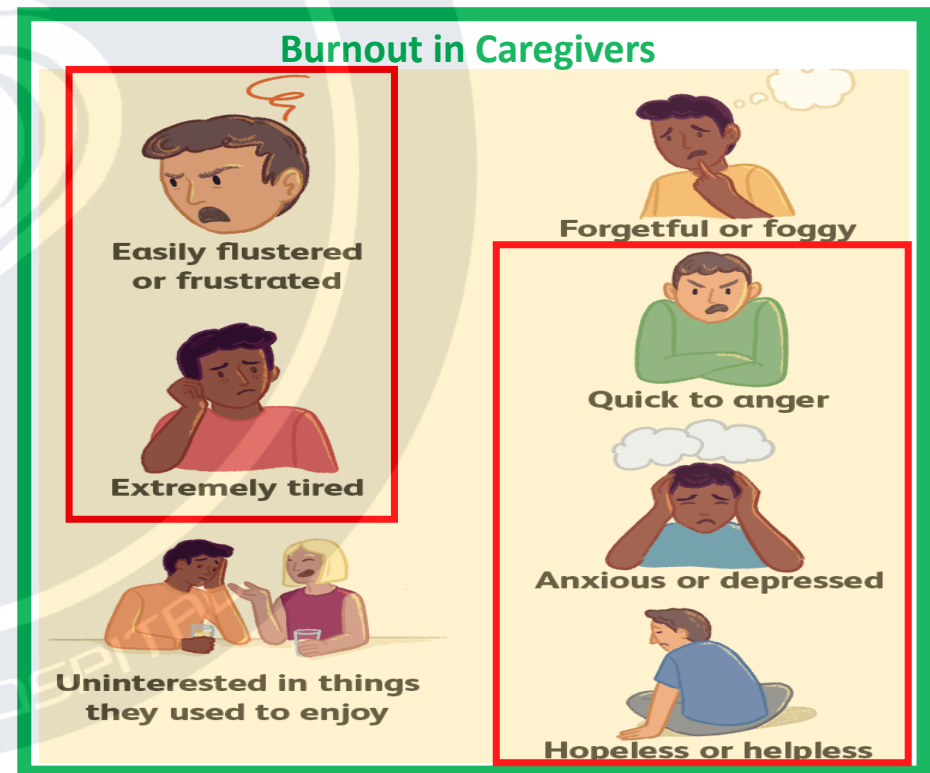 Burnout in Caregivers
Easily flustered
or frustrated
Extremely tired
Uninterested in things
they used to enjoy
Forgetful or foggy
Quick to anger
Anxious or depressed
Hopeless or helpless